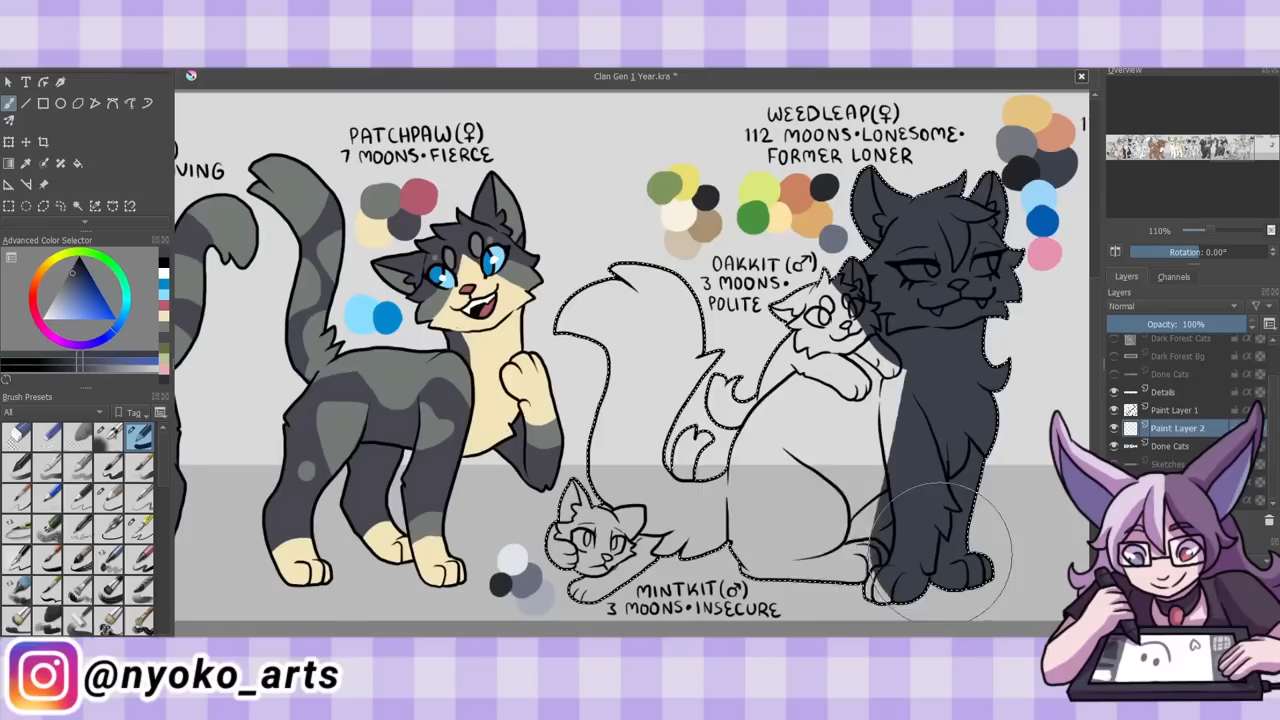 Clan Gen 1 Year.kra *
Overview
110%
Rotation: 0.00°
Layers
Channels
Layers
Normal
Opacity: 100%
Dark Forest Cats
Dark Forest Bg
Done Cats
Details
Paint Layer 1
Paint Layer 2
Done Cats
Sketches
Advanced Color Selector
Brush Presets
All
Tag
VING
PATCHPAW(♀)
7 MOONS•FIERCE
WEEDLEAP(♀)
112 MOONS•LONESOME•
FORMER LONER
1
OAKKIT(♂)
3 MOONS•
POLITE
MINTKIT(♂)
3 MOONS•INSECURE
@nyoko_arts